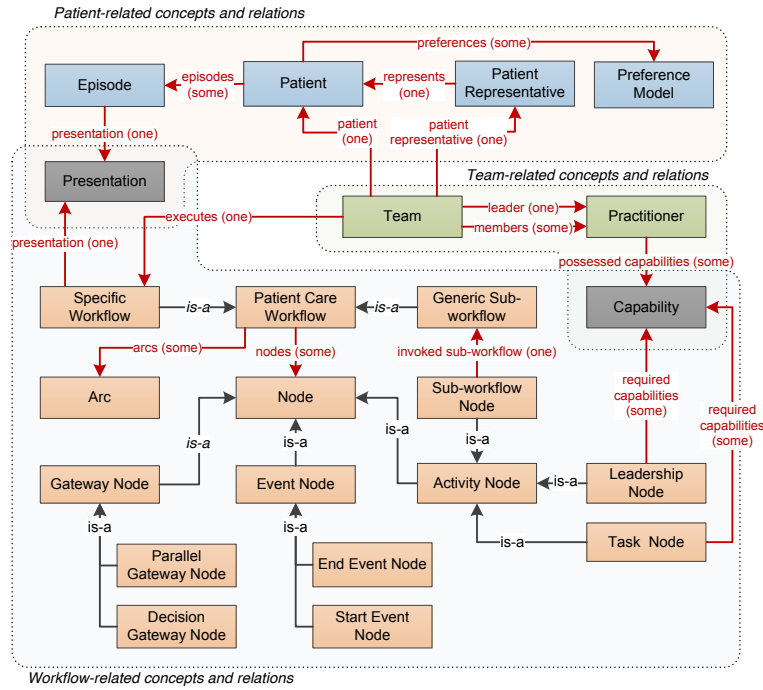 Patient-related concepts and relations
preferences (some)
Episode
episodes
(some)
Patient
represents
(one)
Patient
Representative
Preference
Model
presentation (one)
patient
(one)
patient
representative (one)
Presentation
Team-related concepts and relations
executes (one)
Team
leader (one)
members (some)
Practitioner
presentation (one)
possessed capabilities (some)
Specific
Workflow
is-a
Patient Care
Workflow
is-a
Generic Sub-
workflow
Capability
arcs (some)
nodes (some)
invoked sub-workflow (one)
required
capabilities
(some)
required
capabilities
(some)
Arc
Node
Sub-workflow
Node
is-a
is-a
is-a
is-a
Gateway Node
Event Node
Activity Node
is-a
Leadership
Node
is-a
is-a
is-a
Task Node
Parallel
Gateway Node
End Event Node
Decision
Gateway Node
Start Event
Node
Workflow-related concepts and relations